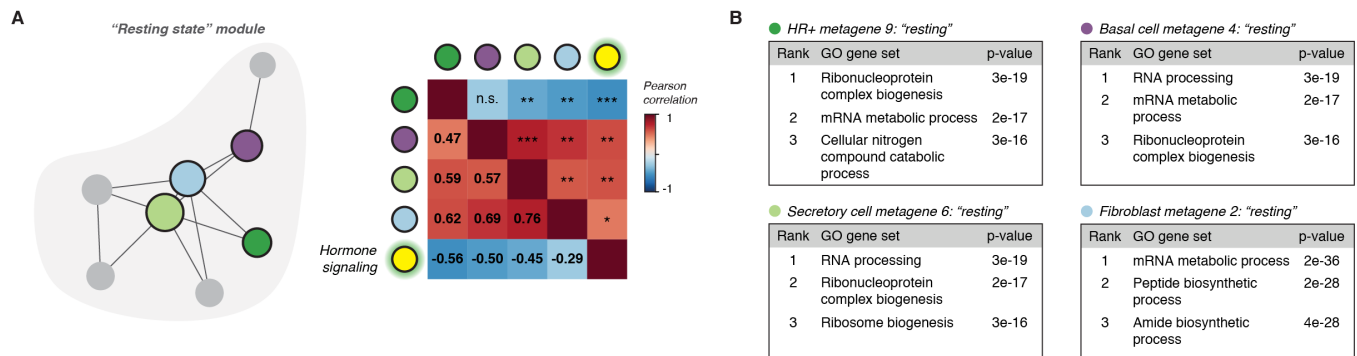 A
"Resting state" module
n.s.
**
**
***
Pearson
correlation
1
-1
0.47
***
**
**
0.59
0.57
**
**
0.62
0.69
0.76
*
Hormone
signaling
-0.56
-0.50
-0.45
-0.29
B
HR+ metagene 9: “resting”
Rank GO gene set p-value
1 Ribonucleoprotein 3e-19
complex biogenesis
2 mRNA metabolic process 2e-17
3 Cellular nitrogen 3e-16
compound catabolic
process
Basal cell metagene 4: “resting”
Rank GO gene set p-value
1 RNA processing 3e-19
2 mRNA metabolic 2e-17
process
3 Ribonucleoprotein 3e-16
complex biogenesis
Secretory cell metagene 6: “resting”
Rank GO gene set p-value
1 RNA processing 3e-19
2 Ribonucleoprotein 2e-17
complex biogenesis
3 Ribosome biogenesis 3e-16
Fibroblast metagene 2: “resting”
Rank GO gene set p-value
1 mRNA metabolic process 2e-36
2 Peptide biosynthetic 2e-28
process
3 Amide biosynthetic 4e-28
process